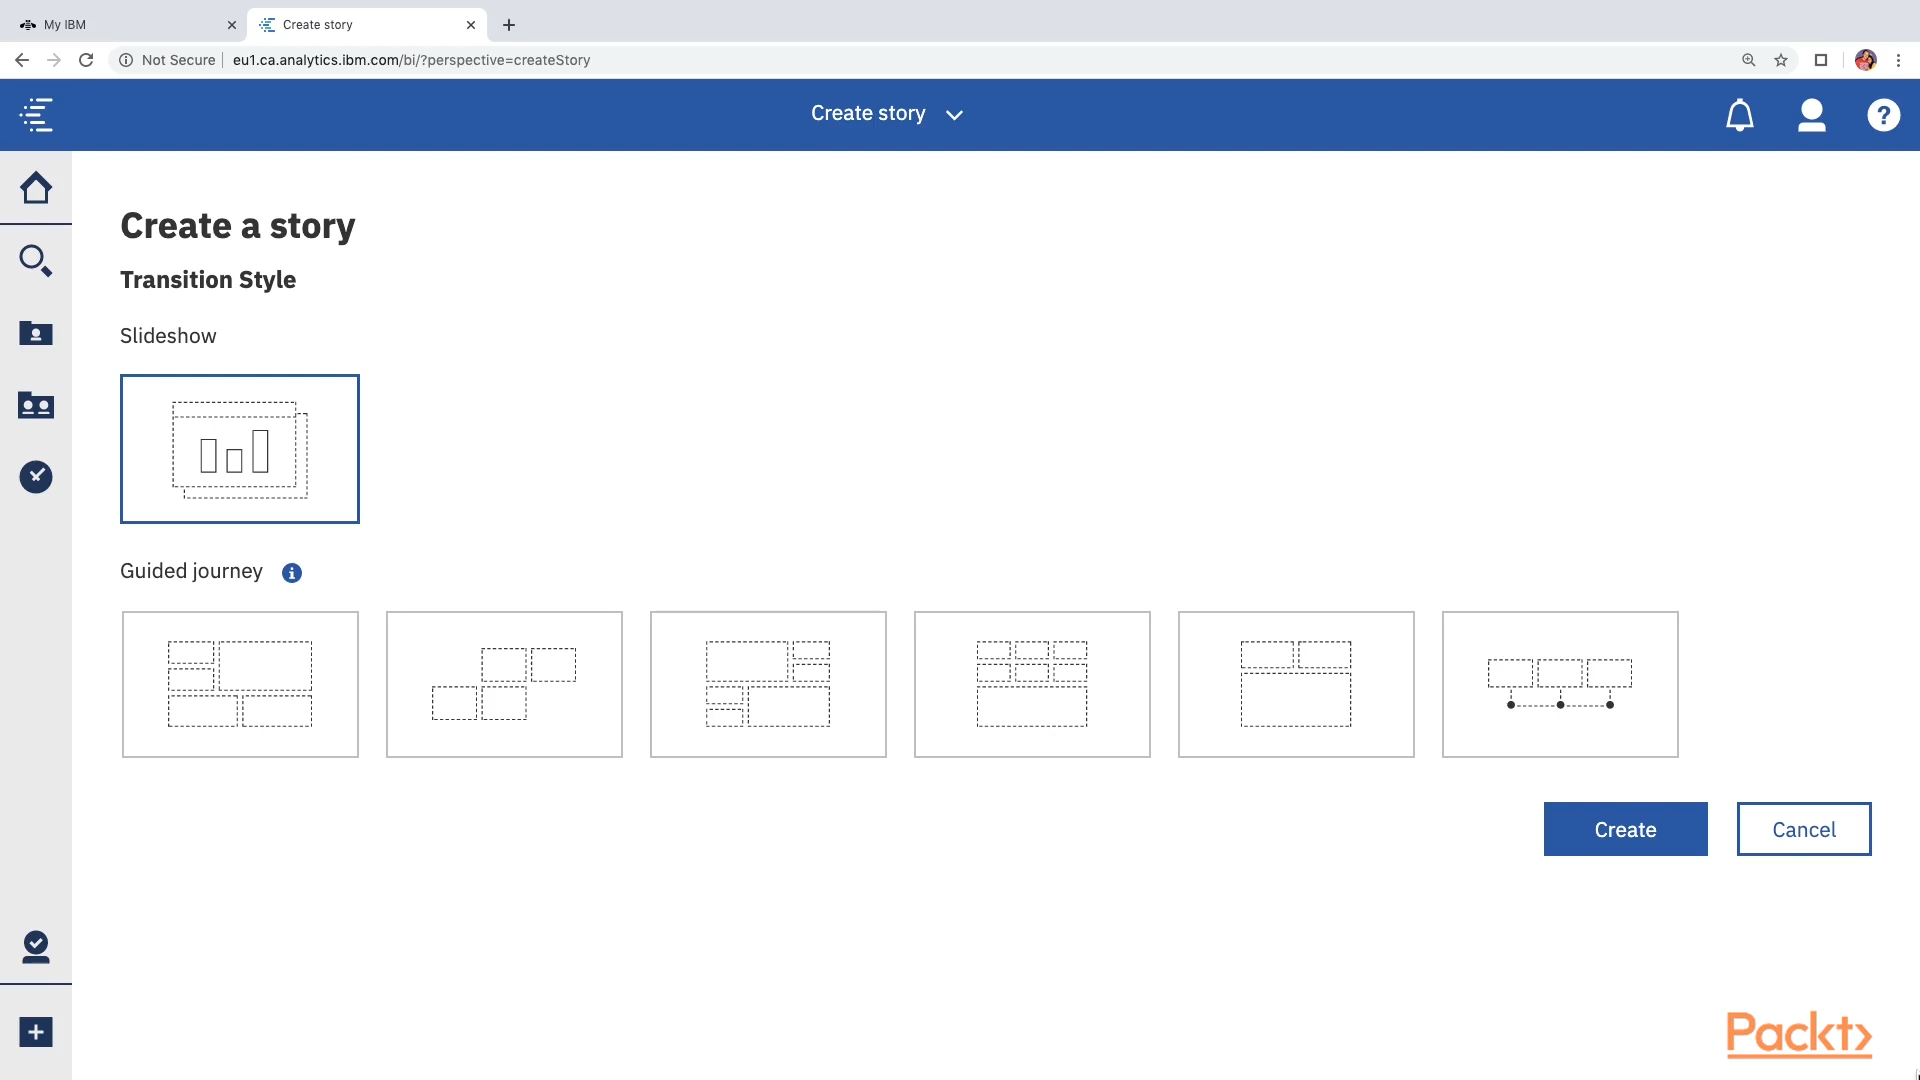 My IBM
Create story
Not Secure
eu1.ca.analytics.ibm.com/bi/?perspective=createStory
Create story
?
Create a story
Transition Style
Slideshow
Guided journey
i
Create
Cancel
Packt